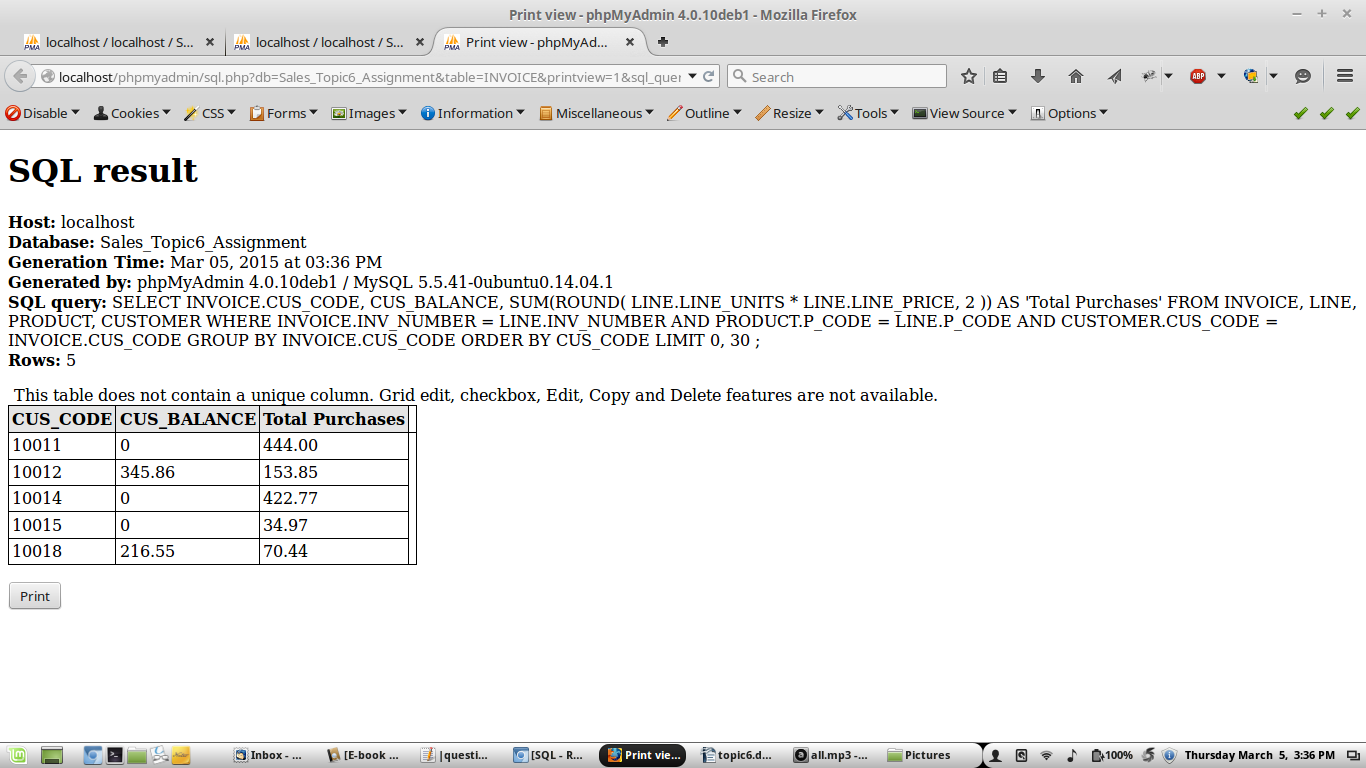 Print view - phpMyAdmin 4.0.10deb1 - Mozilla Firefox
localhost / localhost / S...
localhost / localhost / S...
Print view - phpMyAd...
localhost/phpmyadmin/sql.php?db=Sales_Topic6_Assignment&table=INVOICE&printview=1&sql_quer
Search
ABP
Disable Cookies CSS Forms Images Information Miscellaneous Outline Resize Tools View Source Options
SQL result
Host: localhost
Database: Sales_Topic6_Assignment
Generation Time: Mar 05, 2015 at 03:36 PM
Generated by: phpMyAdmin 4.0.10deb1 / MySQL 5.5.41-0ubuntu0.14.04.1
SQL query: SELECT INVOICE.CUS_CODE, CUS_BALANCE, SUM(ROUND( LINE.LINE_UNITS * LINE.LINE_PRICE, 2 )) AS 'Total Purchases' FROM INVOICE, LINE,
PRODUCT, CUSTOMER WHERE INVOICE.INV_NUMBER = LINE.INV_NUMBER AND PRODUCT.P_CODE = LINE.P_CODE AND CUSTOMER.CUS_CODE =
INVOICE.CUS_CODE GROUP BY INVOICE.CUS_CODE ORDER BY CUS_CODE LIMIT 0, 30 ;
Rows: 5
This table does not contain a unique column. Grid edit, checkbox, Edit, Copy and Delete features are not available.
CUS_CODE CUS_BALANCE Total Purchases
10011 0 444.00
10012 345.86 153.85
10014 0 422.77
10015 0 34.97
10018 216.55 70.44
Print
Inbox - ... [E-book ... |questi... [SQL - R... Print vie... topic6.d... all.mp3 -... Pictures 100% Thursday March 5, 3:36 PM